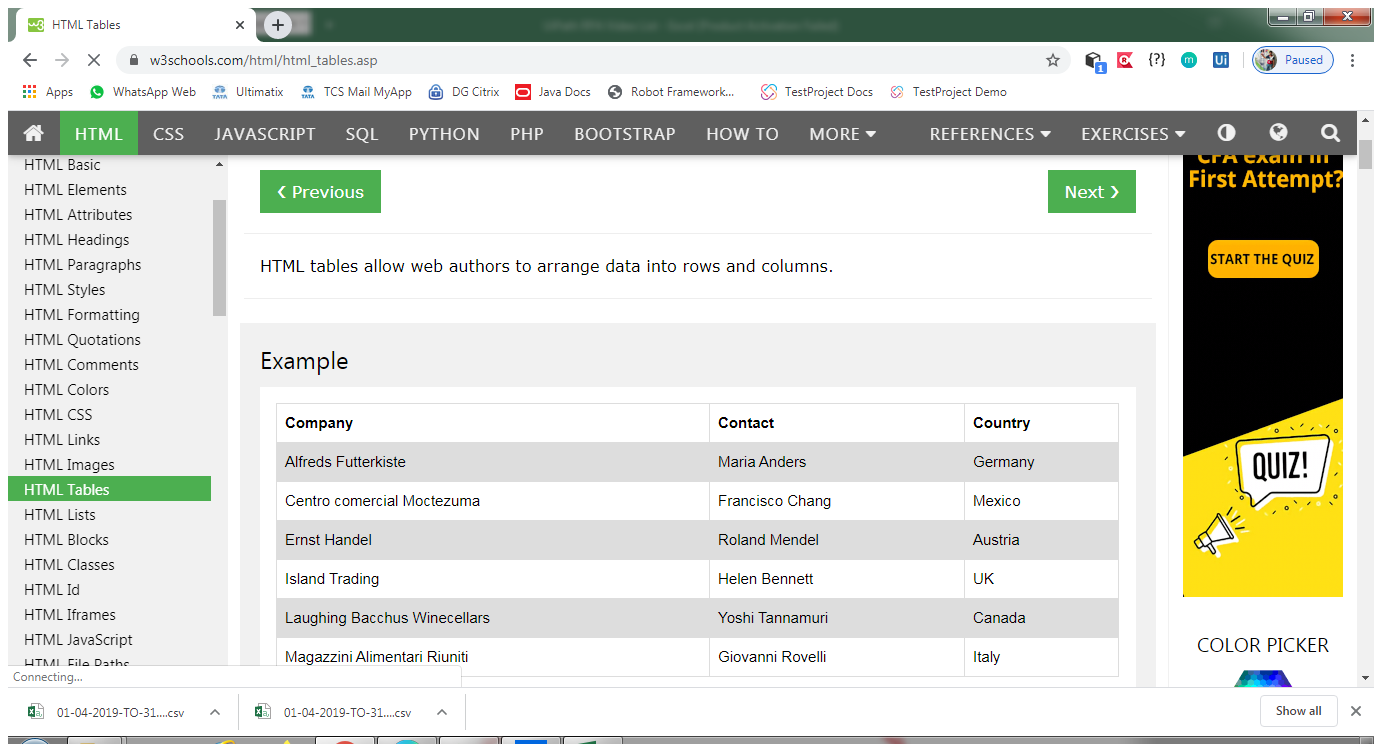 HTML Tables
w3schools.com/html/html_tables.asp
1
{?}
m
Ui
Paused
Apps WhatsApp Web Ultimatix TCS Mail MyApp DG Citrix Java Docs Robot Framework... TestProject Docs TestProject Demo
HTML CSS JAVASCRIPT SQL PYTHON PHP BOOTSTRAP HOW TO MORE REFERENCES EXERCISES
HTML Basic
HTML Elements
HTML Attributes
HTML Headings
HTML Paragraphs
HTML Styles
HTML Formatting
HTML Quotations
HTML Comments
HTML Colors
HTML CSS
HTML Links
HTML Images
HTML Tables
HTML Lists
HTML Blocks
HTML Classes
HTML Id
HTML Iframes
HTML JavaScript
HTML File Paths
❮ Previous Next ❯
HTML tables allow web authors to arrange data into rows and columns.
Example
Company Contact Country
Alfreds Futterkiste Maria Anders Germany
Centro comercial Moctezuma Francisco Chang Mexico
Ernst Handel Roland Mendel Austria
Island Trading Helen Bennett UK
Laughing Bacchus Winecellars Yoshi Tannamuri Canada
Magazzini Alimentari Riuniti Giovanni Rovelli Italy
CFA exam in
First Attempt?
START THE QUIZ
QUIZ!
COLOR PICKER
Connecting...
01-04-2019-TO-31....csv 01-04-2019-TO-31....csv Show all